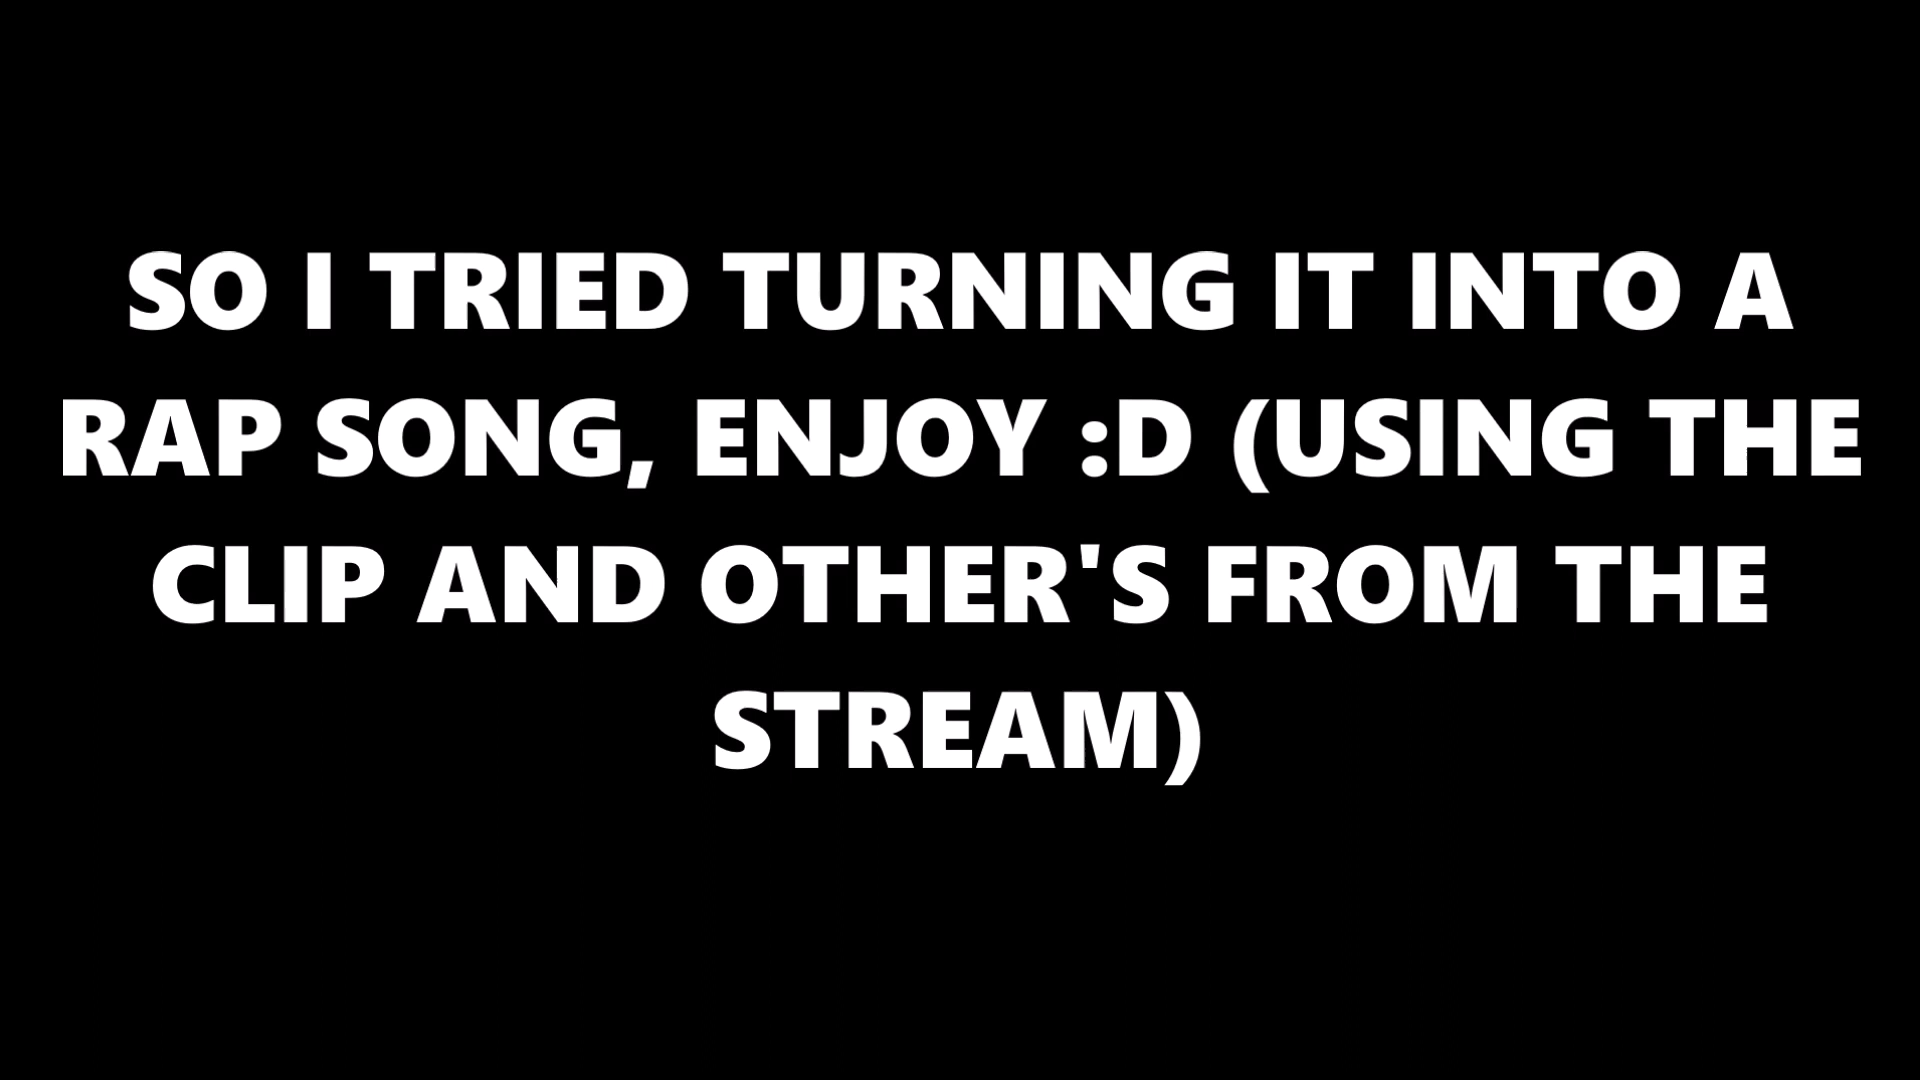 SO I TRIED TURNING IT INTO A
RAP SONG, ENJOY :D (USING THE
CLIP AND OTHER'S FROM THE
STREAM)